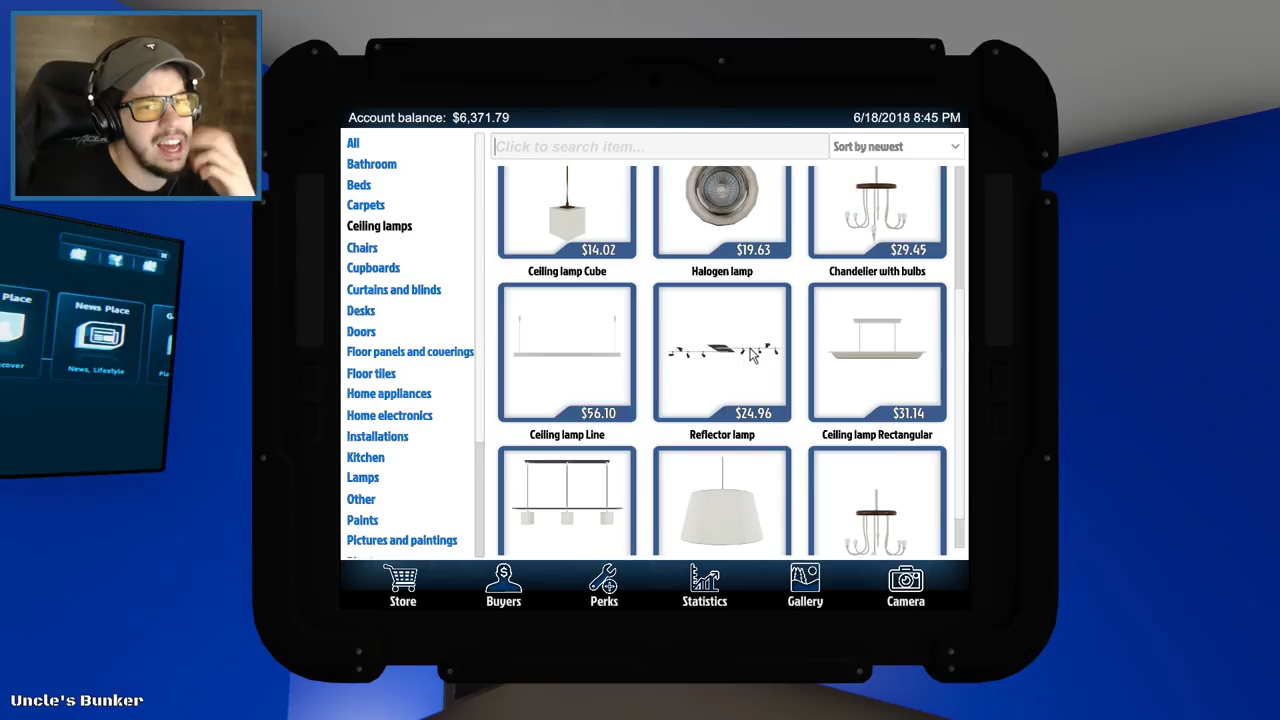 Account balance: $6,371.79
6/18/2018 8:45 PM
All
Bathroom
Beds
Carpets
Ceiling lamps
Chairs
Cupboards
Curtains and blinds
Desks
Doors
Floor panels and coverings
Floor tiles
Home appliances
Home electronics
Installations
Kitchen
Lamps
Other
Paints
Pictures and paintings
Click to search item...
Sort by newest
$14.02
$19.63
$29.45
Ceiling lamp Cube
Halogen lamp
Chandelier with bulbs
$56.10
$24.96
$31.14
Ceiling lamp Line
Reflector lamp
Ceiling lamp Rectangular
Store
Buyers
Perks
Statistics
Gallery
Camera
Place
News Place
News, Lifestyle
Uncle's Bunker